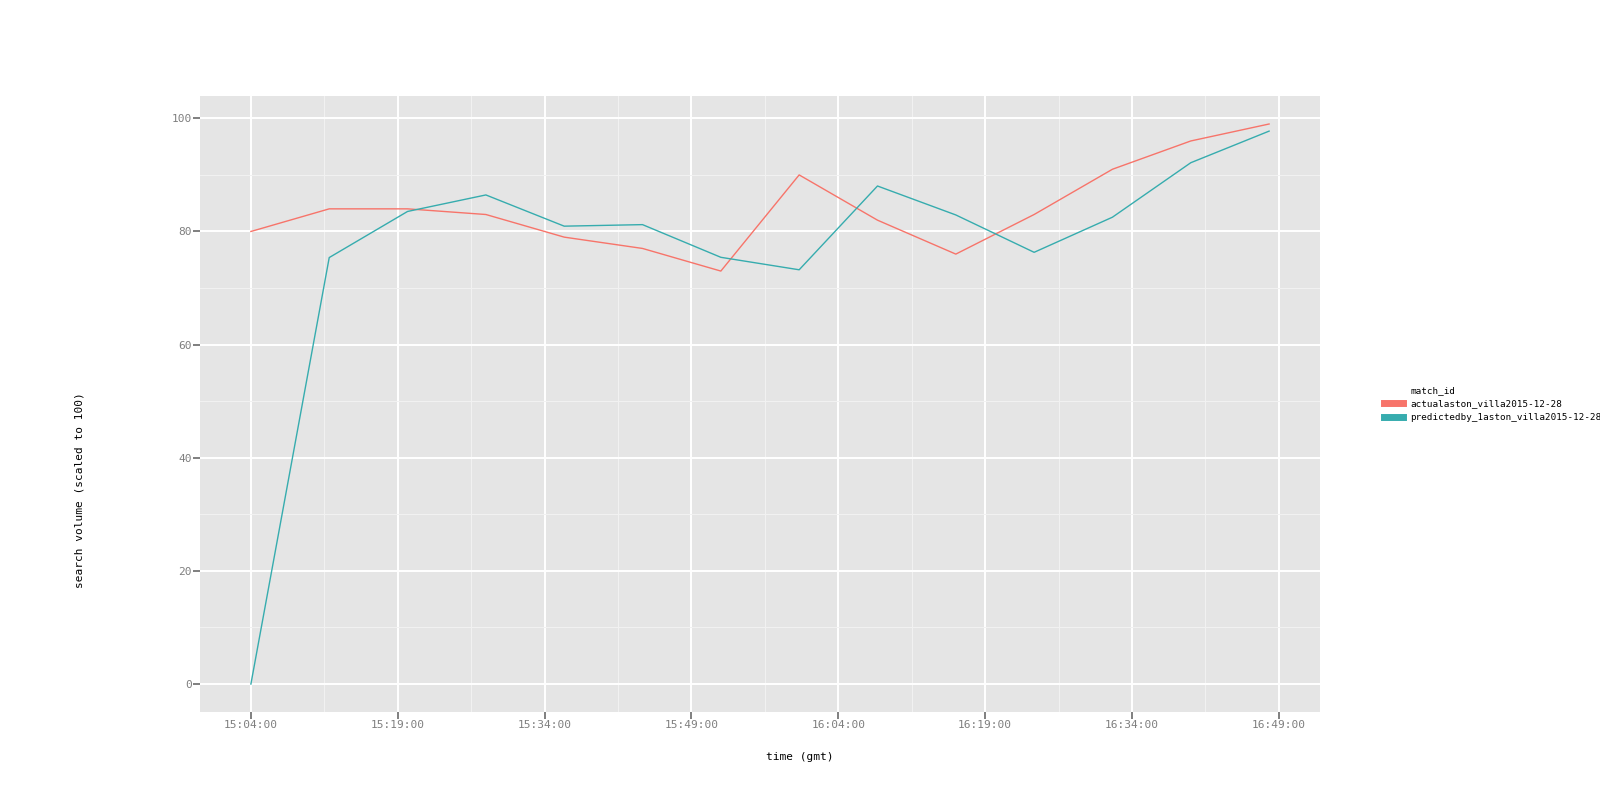 100
80
60
40
20
0
search volume (scaled to 100)
15:04:00 15:19:00 15:34:00 15:49:00 16:04:00 16:19:00 16:34:00 16:49:00
time (gmt)
match_id
actualaston_villa2015-12-28
predictedby_1aston_villa2015-12-28